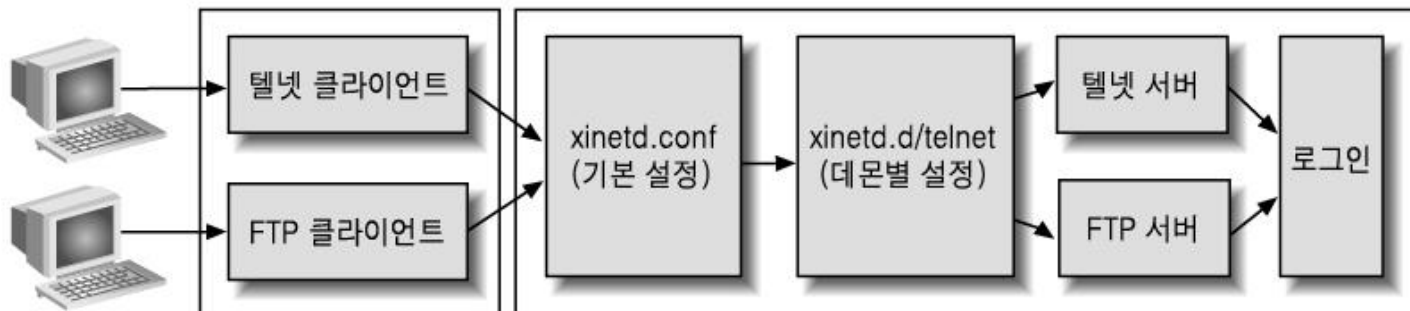 텔넷 클라이언트
FTP 클라이언트
xinetd.conf
(기본 설정)
xinetd.d/telnet
(데몬별 설정)
텔넷 서버
FTP 서버
로그인